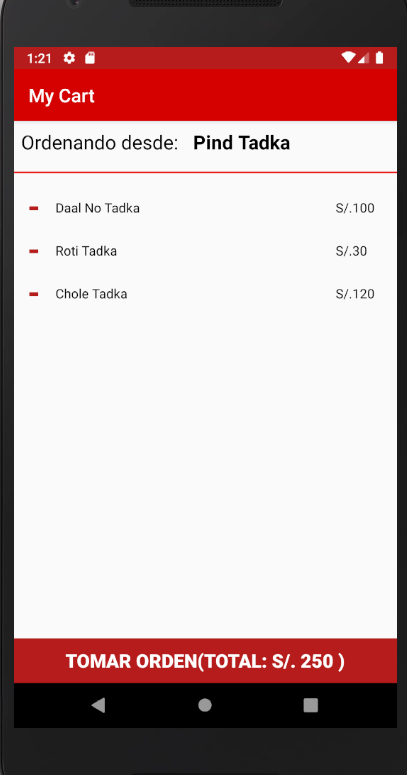 1:21
My Cart
Ordenando desde: Pind Tadka
Daal No Tadka S/.100
Roti Tadka S/.30
Chole Tadka S/.120
TOMAR ORDEN(TOTAL: S/. 250 )